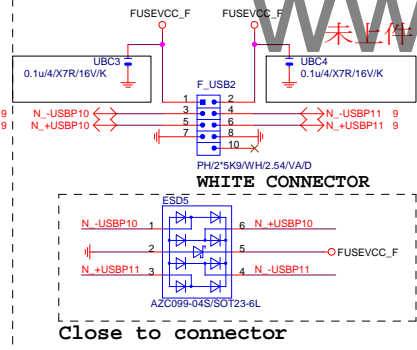 FUSEVCC_F FUSEVCC_F
未上件
UBC3 UBC4
0.1u/4/X7R/16V/K 0.1u/4/X7R/16V/K
F_USB2
1 2
9 N_-USBP10 3 4 N_-USBP11 9
9 N_+USBP10 5 6 N_+USBP11 9
7 8
10
PH/2*5K9/WH/2.54/VA/D
WHITE CONNECTOR
ESD5
N_-USBP10 1 6 N_+USBP10
2 5 FUSEVCC_F
N_+USBP11 3 4 N_-USBP11
AZC099-04S/SOT23-6L
Close to connector